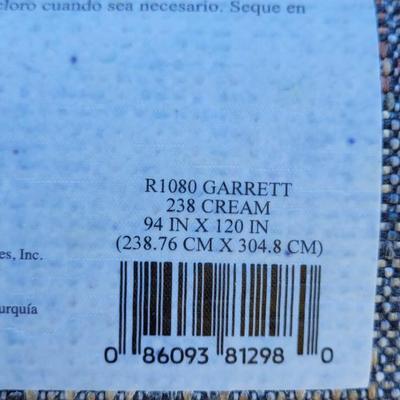 cloro cuando sea necesario. Seque en
R1080 GARRETT
238 CREAM
94 IN X 120 IN
(238.76 CM X 304.8 CM)
es, Inc.
urquía
0 86093 81298 0